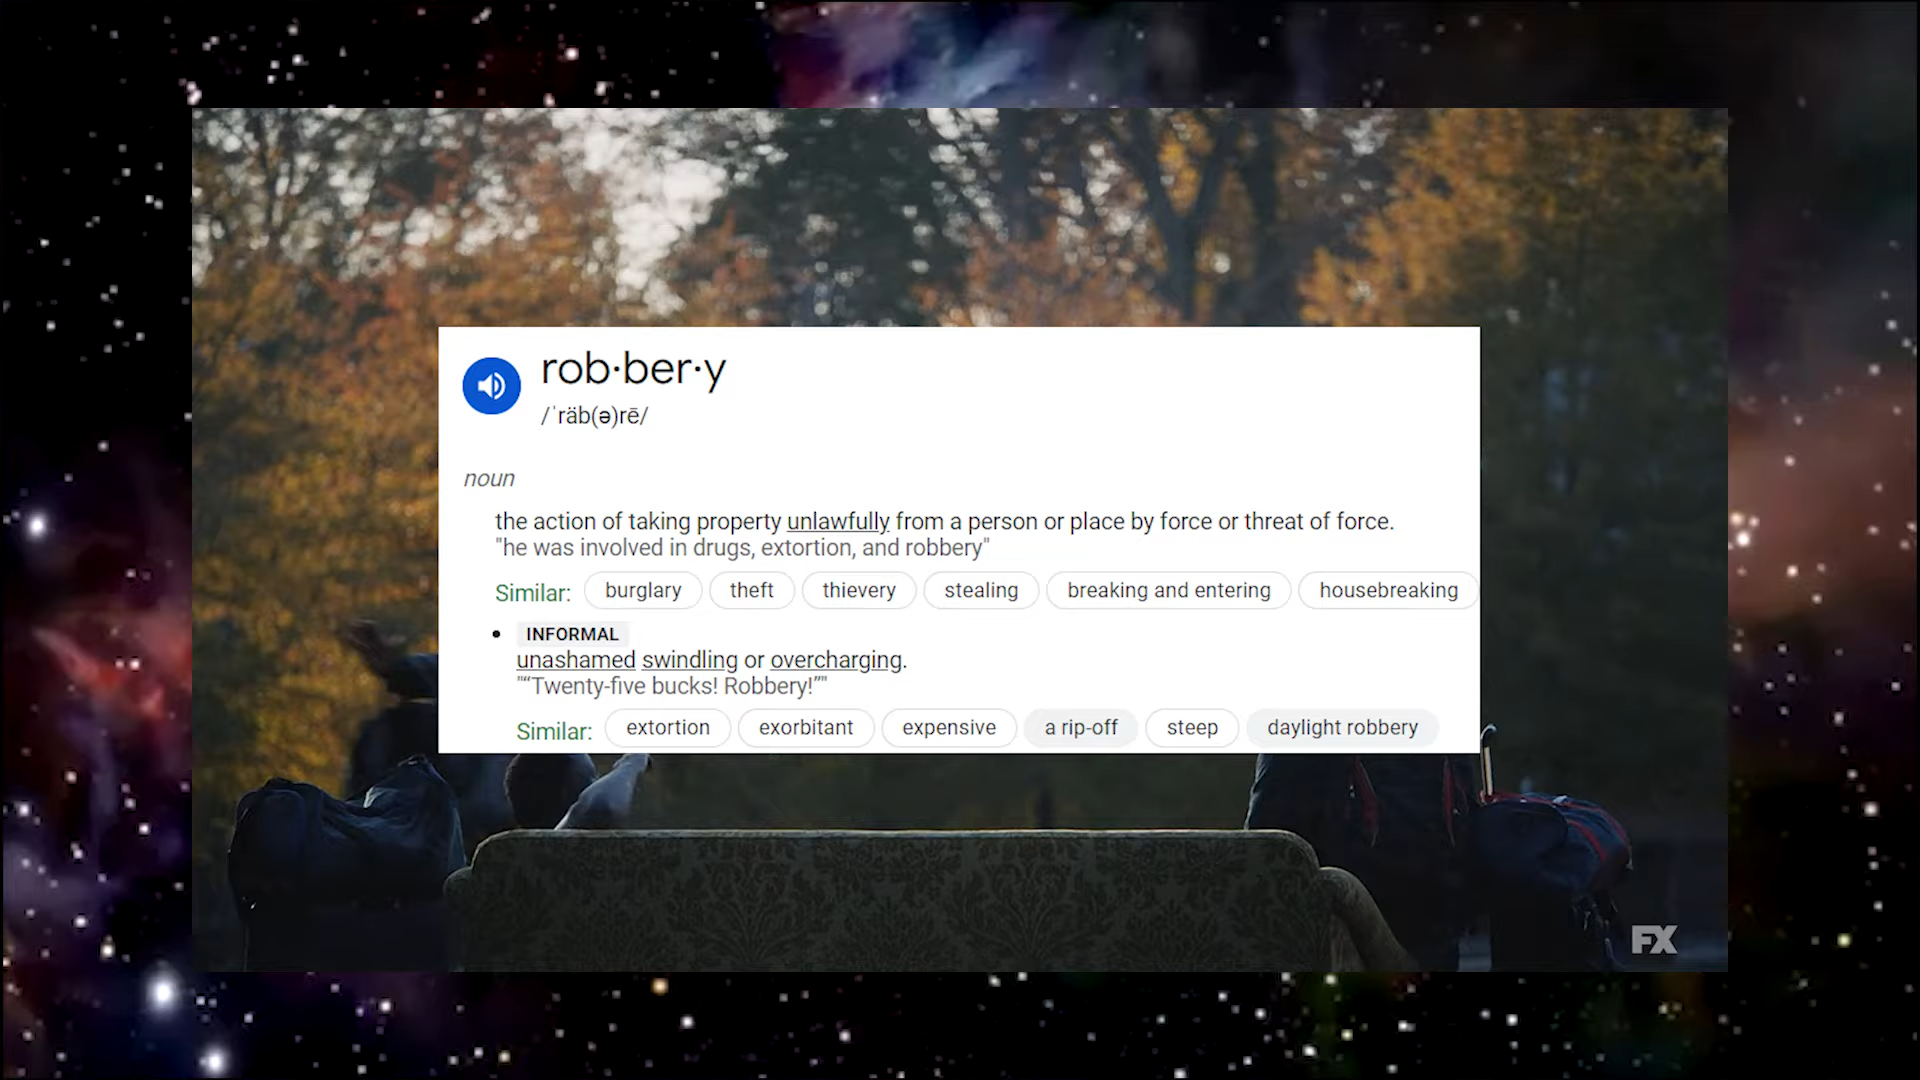 rob·ber·y
/ˈräb(ə)rē/
noun
the action of taking property unlawfully from a person or place by force or threat of force.
"he was involved in drugs, extortion, and robbery"
Similar: burglary theft thievery stealing breaking and entering housebreaking
• INFORMAL
unashamed swindling or overcharging.
"“Twenty-five bucks! Robbery!”"
Similar: extortion exorbitant expensive a rip-off steep daylight robbery
FX